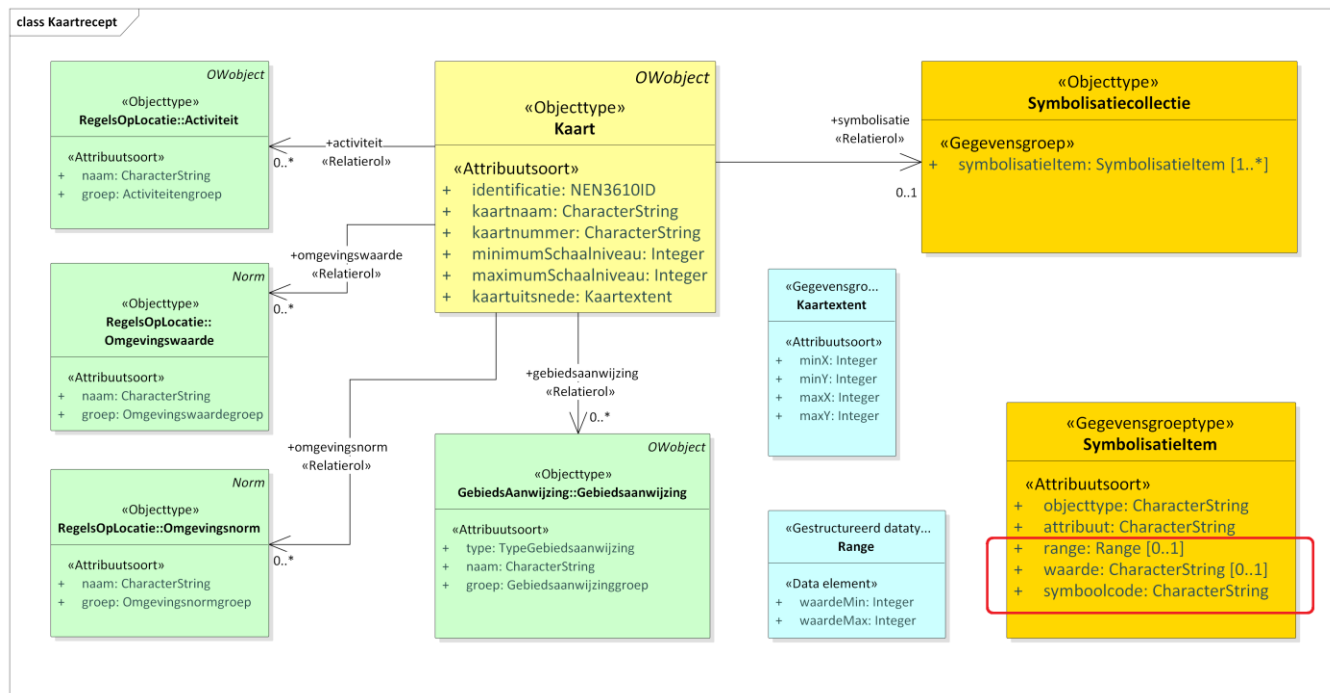 class Kaartrecept
OWobject
«Objecttype»
RegelsOpLocatie::Activiteit
«Attribuutsoort»
+ naam: CharacterString
+ groep: Activiteitengroep
+activiteit
«Relatierol»
0..*
OWobject
«Objecttype»
Kaart
«Attribuutsoort»
+ identificatie: NEN3610ID
+ kaartnaam: CharacterString
+ kaartnummer: CharacterString
+ minimumSchaalniveau: Integer
+ maximumSchaalniveau: Integer
+ kaartuitsnede: Kaartextent
+symbolisatie
«Relatierol»
0..1
«Objecttype»
Symbolisatiecollectie
«Gegevensgroep»
+ symbolisatieItem: SymbolisatieItem [1..*]
+omgevingswaarde
«Relatierol»
0..*
Norm
«Objecttype»
RegelsOpLocatie::
Omgevingswaarde
«Attribuutsoort»
+ naam: CharacterString
+ groep: Omgevingswaardegroep
«Gegevensgro...
Kaartextent
«Attribuutsoort»
+ minX: Integer
+ minY: Integer
+ maxX: Integer
+ maxY: Integer
+gebiedsaanwijzing
«Relatierol»
0..*
+omgevingsnorm
«Relatierol»
0..*
Norm
«Objecttype»
RegelsOpLocatie::Omgevingsnorm
«Attribuutsoort»
+ naam: CharacterString
+ groep: Omgevingsnormgroep
OWobject
«Objecttype»
GebiedsAanwijzing::Gebiedsaanwijzing
«Attribuutsoort»
+ type: TypeGebiedsaanwijzing
+ naam: CharacterString
+ groep: Gebiedsaanwijzinggroep
«Gestructureerd dataty...
Range
«Data element»
+ waardeMin: Integer
+ waardeMax: Integer
«Gegevensgroeptype»
SymbolisatieItem
«Attribuutsoort»
+ objecttype: CharacterString
+ attribuut: CharacterString
+ range: Range [0..1]
+ waarde: CharacterString [0..1]
+ symboolcode: CharacterString